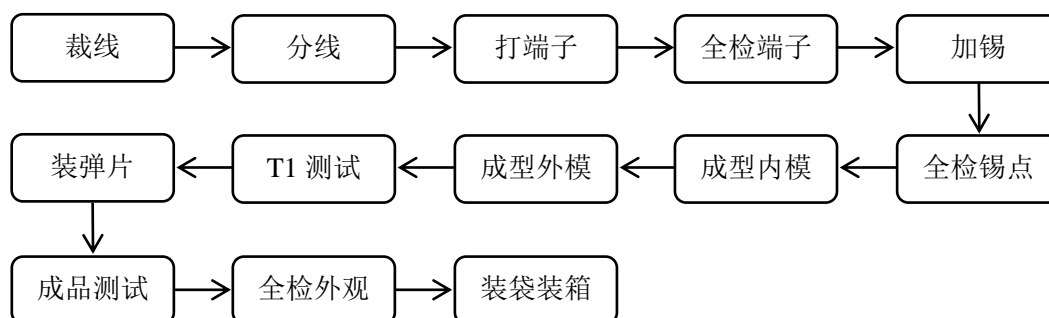 裁线 分线 打端子 全检端子 加锡
装弹片 T1 测试 成型外模 成型内模 全检锡点
成品测试 全检外观 装袋装箱